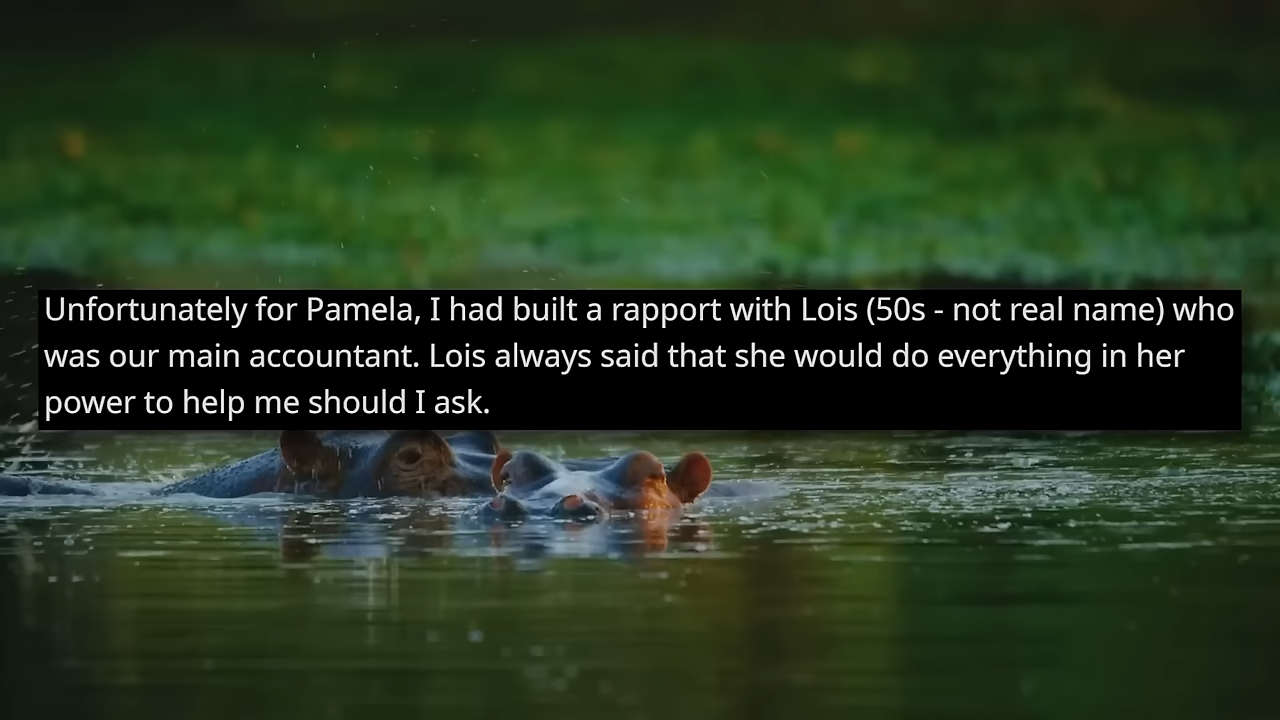 Unfortunately for Pamela, I had built a rapport with Lois (50s - not real name) who
was our main accountant. Lois always said that she would do everything in her
power to help me should I ask.